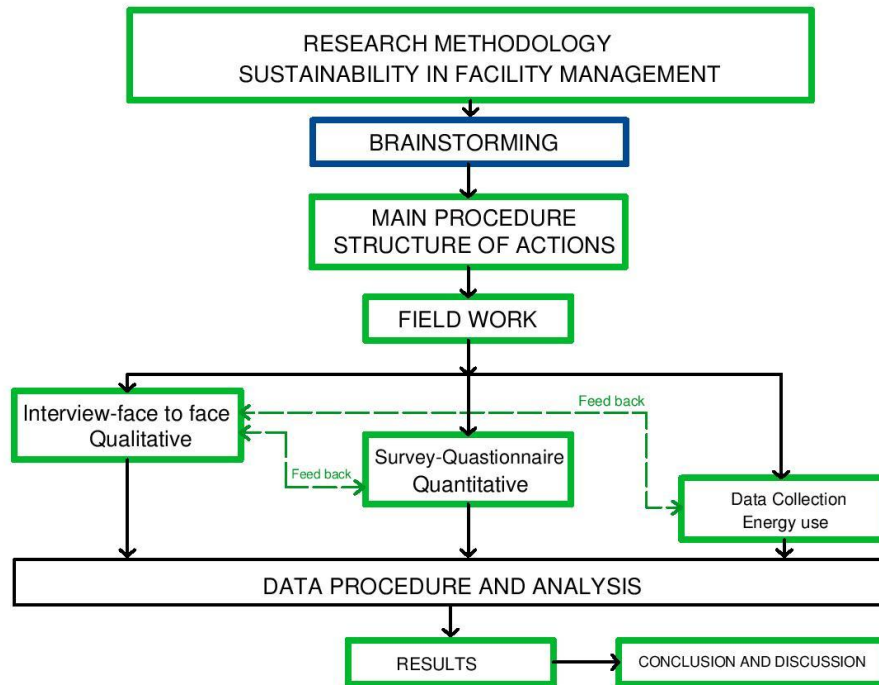 RESEARCH METHODOLOGY
SUSTAINABILITY IN FACILITY MANAGEMENT
BRAINSTORMING
MAIN PROCEDURE
STRUCTURE OF ACTIONS
FIELD WORK
Interview-face to face
Qualitative
Feed back
Feed back
Survey-Quastionnaire
Quantitative
Data Collection
Energy use
DATA PROCEDURE AND ANALYSIS
RESULTS
CONCLUSION AND DISCUSSION